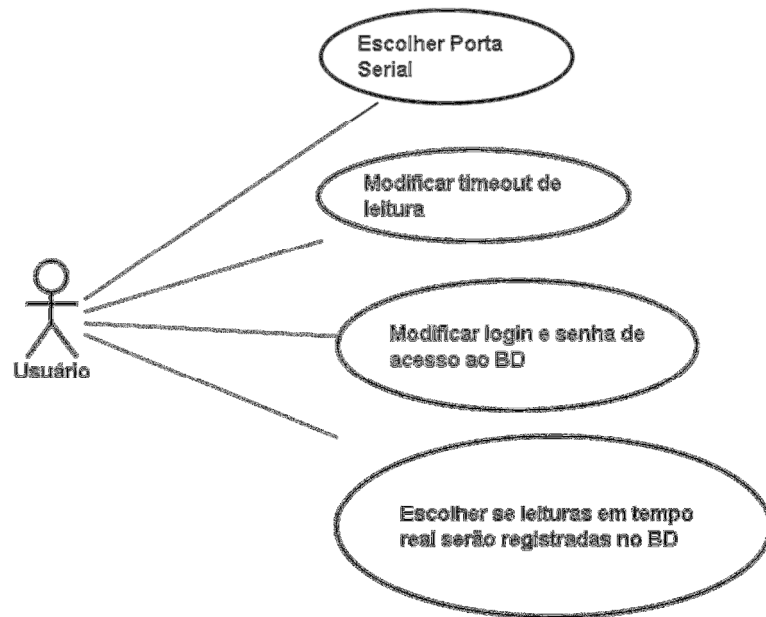 Escolher Porta
Serial
Modificar timeout de
leitura
Modificar login e senha de
acesso ao BD
Usuário
Escolher se leituras em tempo
real serão registradas no BD